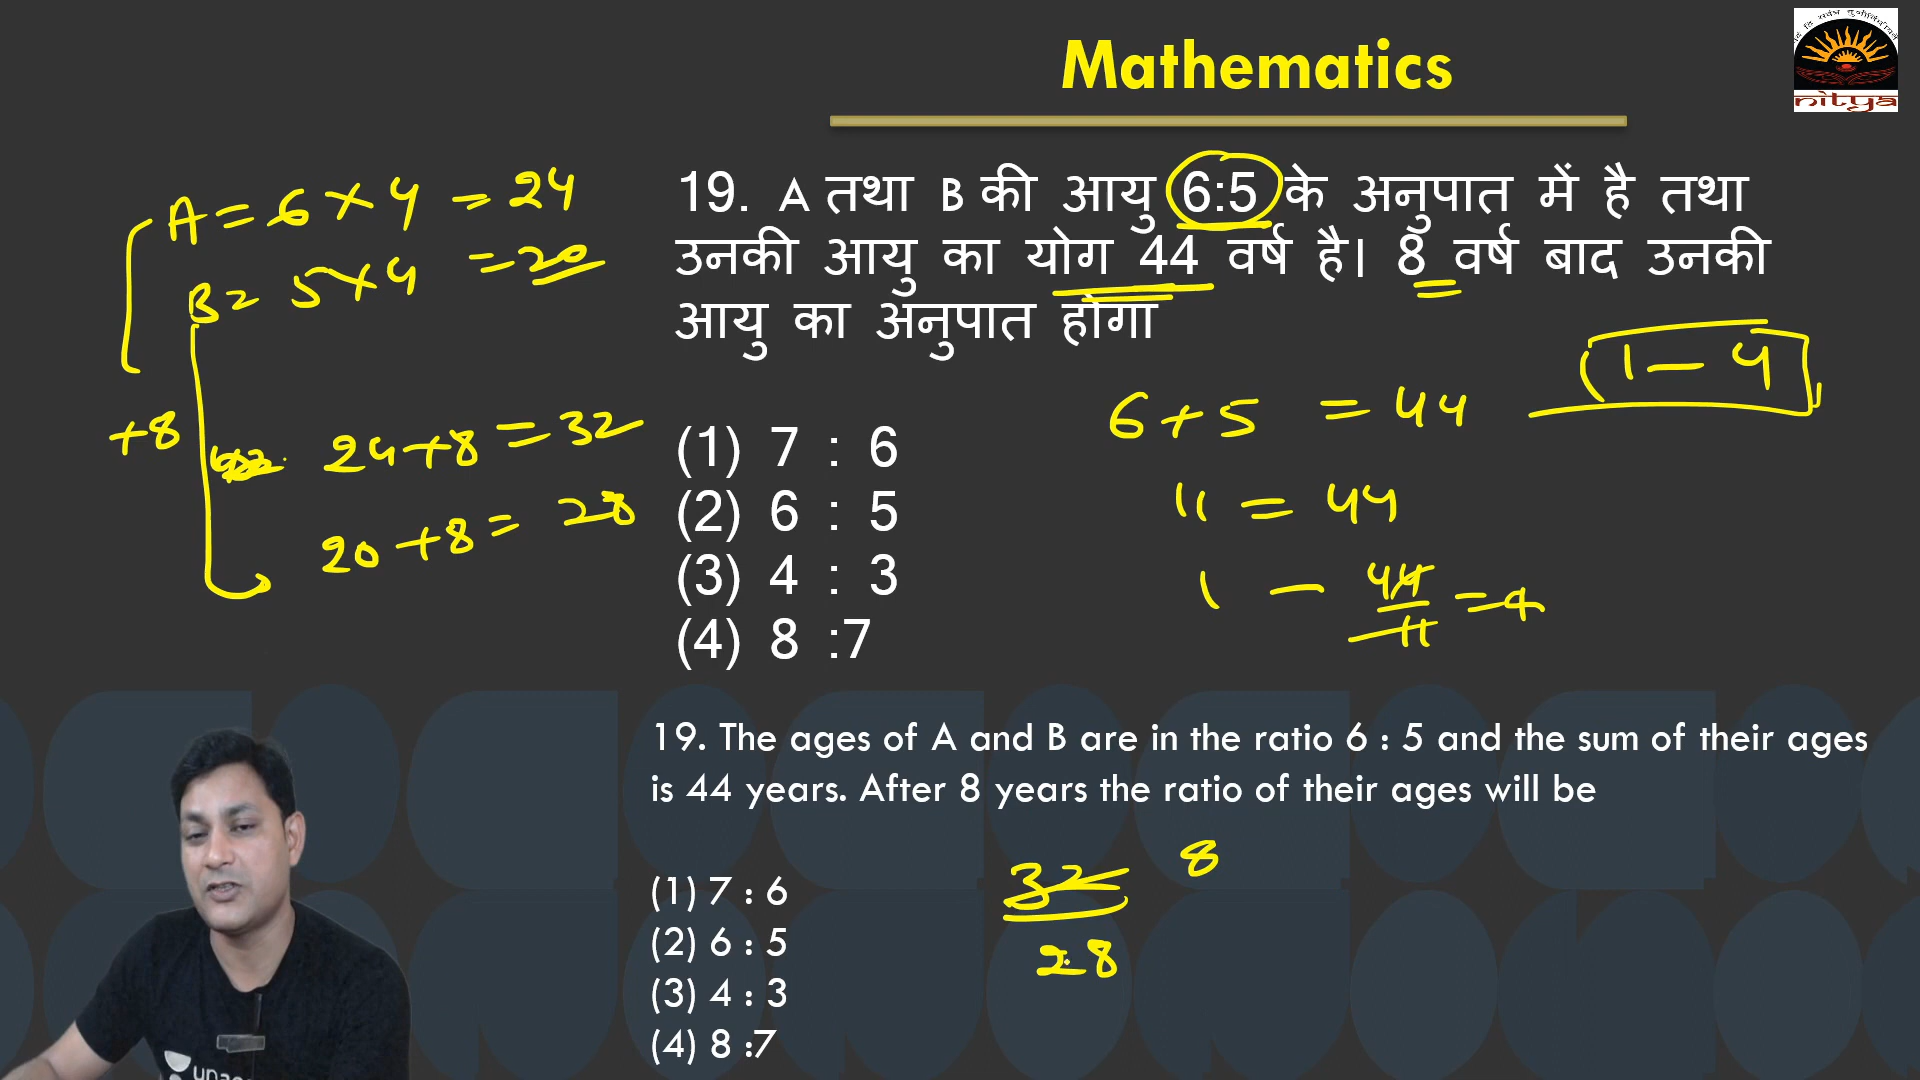 Mathematics
nitya
19. A तथा B की आयु 6:5 के अनुपात में है तथा
उनकी आयु का योग 44 वर्ष है। 8 वर्ष बाद उनकी
आयु का अनुपात होगा
(1) 7 : 6
(2) 6 : 5
(3) 4 : 3
(4) 8 :7
A = 6 × 4 = 24
B = 5 × 4 = 20
+8
24 + 8 = 32
20 + 8 = 28
1 — 4
6 + 5 = 44
11 = 44
1 — 44/11 = 4
19. The ages of A and B are in the ratio 6 : 5 and the sum of their ages
is 44 years. After 8 years the ratio of their ages will be
(1) 7 : 6
(2) 6 : 5
(3) 4 : 3
(4) 8 :7
32 8
28